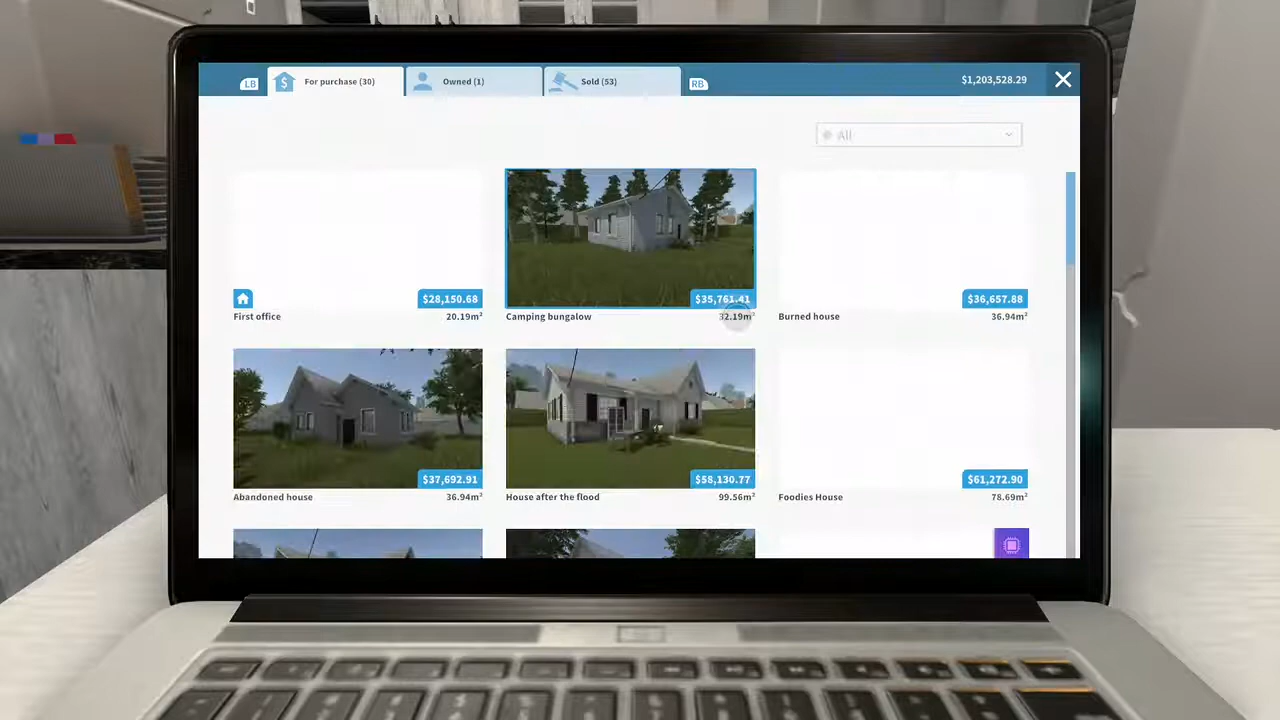 LB For purchase (30) Owned (1) Sold (53) RB $1,203,528.29
All
$28,150.68 $35,761.41 $36,657.88
First office 20.19m² Camping bungalow 32.19m² Burned house 36.94m²
$37,692.91 $58,130.77 $61,272.90
Abandoned house 36.94m² House after the flood 99.56m² Foodies House 78.69m²